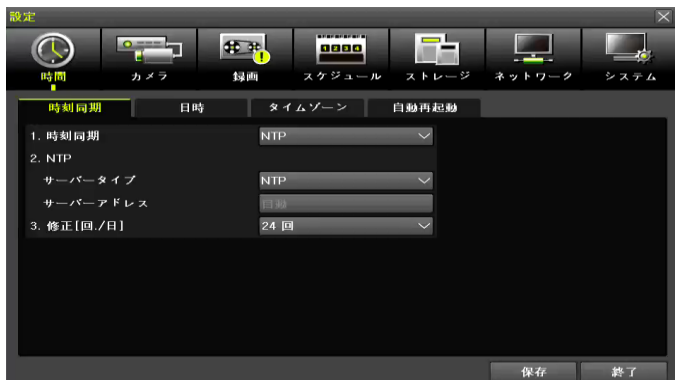 設定
時間 カメラ 録画 スケジュール ストレージ ネットワーク システム
時刻同期 日時 タイムゾーン 自動再起動
1. 時刻同期 NTP
2. NTP
サーバータイプ NTP
サーバーアドレス 自動
3. 修正[回./日] 24 回
保存 終了